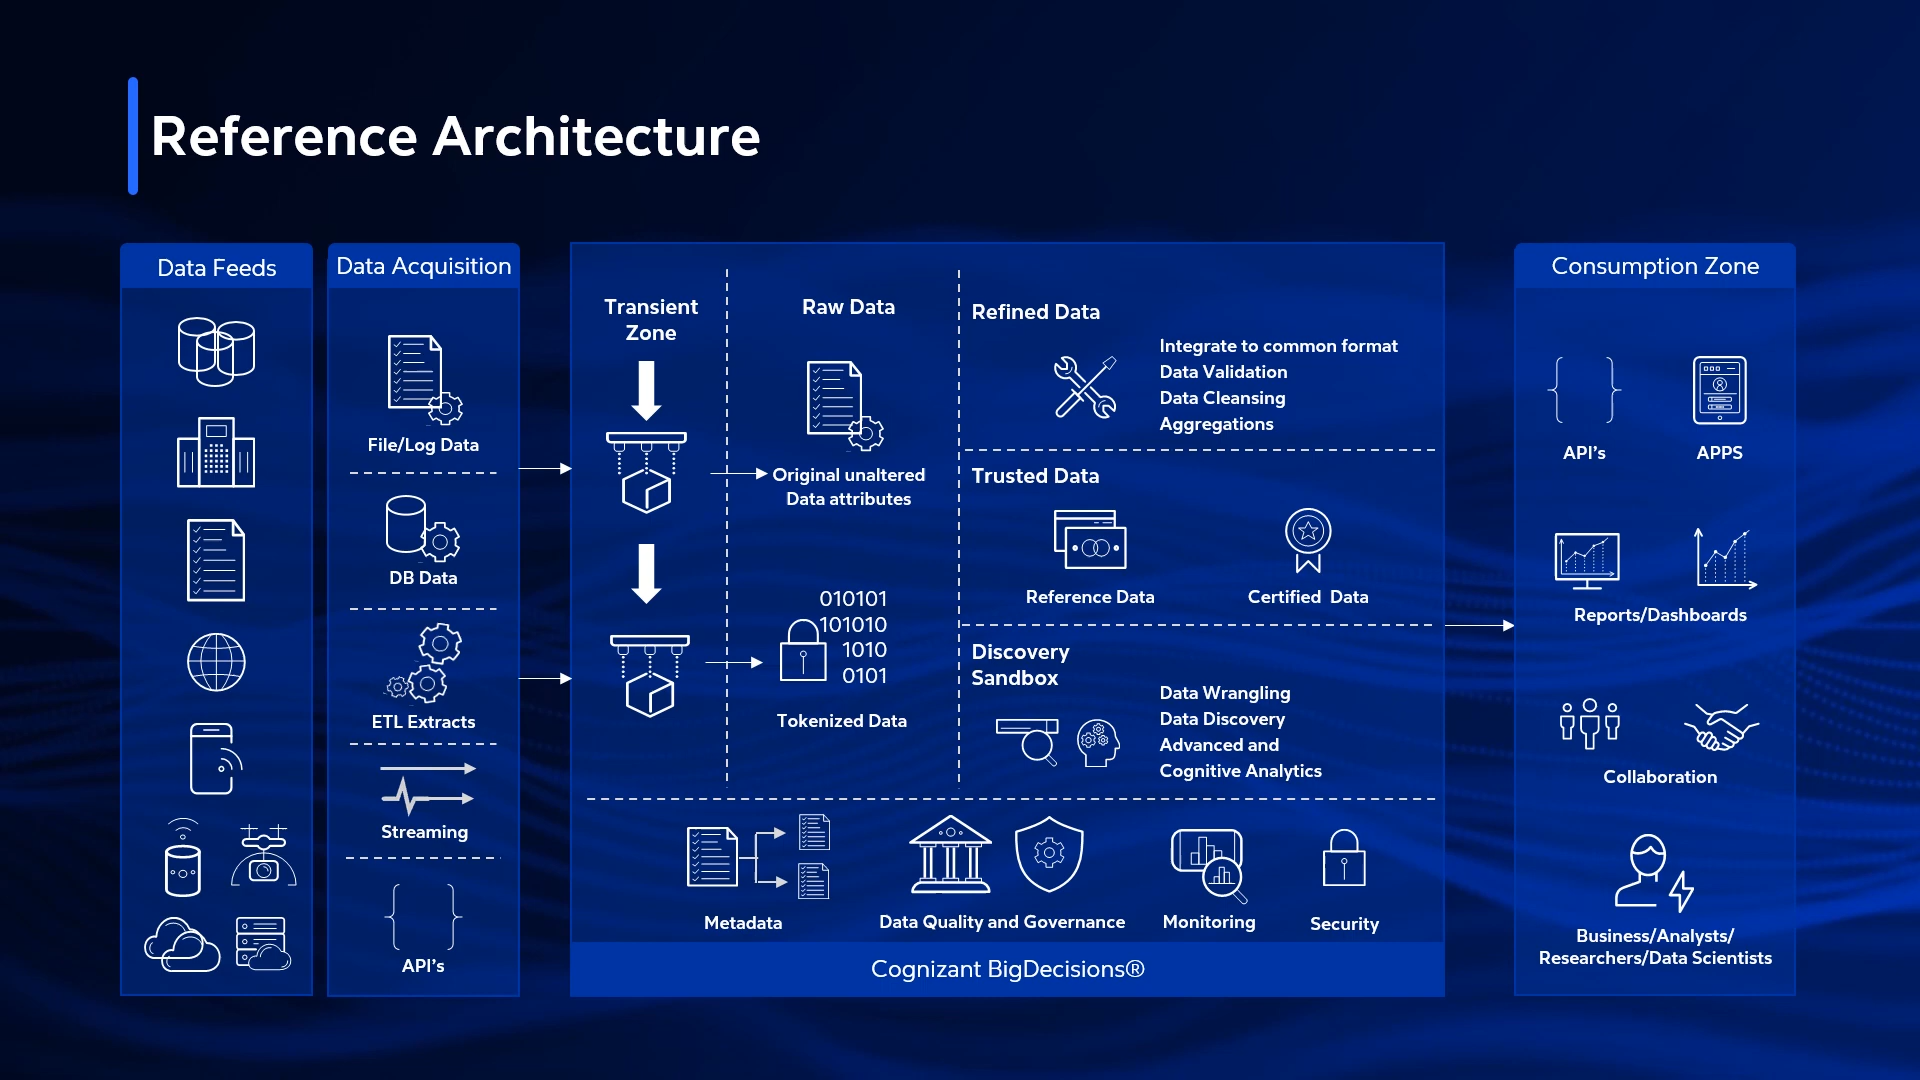 Reference Architecture
Data Feeds
Data Acquisition
File/Log Data
DB Data
ETL Extracts
Streaming
API's
Transient
Zone
Raw Data
Original unaltered
Data attributes
010101
101010
1010
0101
Tokenized Data
Refined Data
Integrate to common format
Data Validation
Data Cleansing
Aggregations
Trusted Data
Reference Data
Certified Data
Discovery
Sandbox
Data Wrangling
Data Discovery
Advanced and
Cognitive Analytics
Metadata
Data Quality and Governance
Monitoring
Security
Cognizant BigDecisions®
Consumption Zone
API's
APPS
Reports/Dashboards
Collaboration
Business/Analysts/
Researchers/Data Scientists